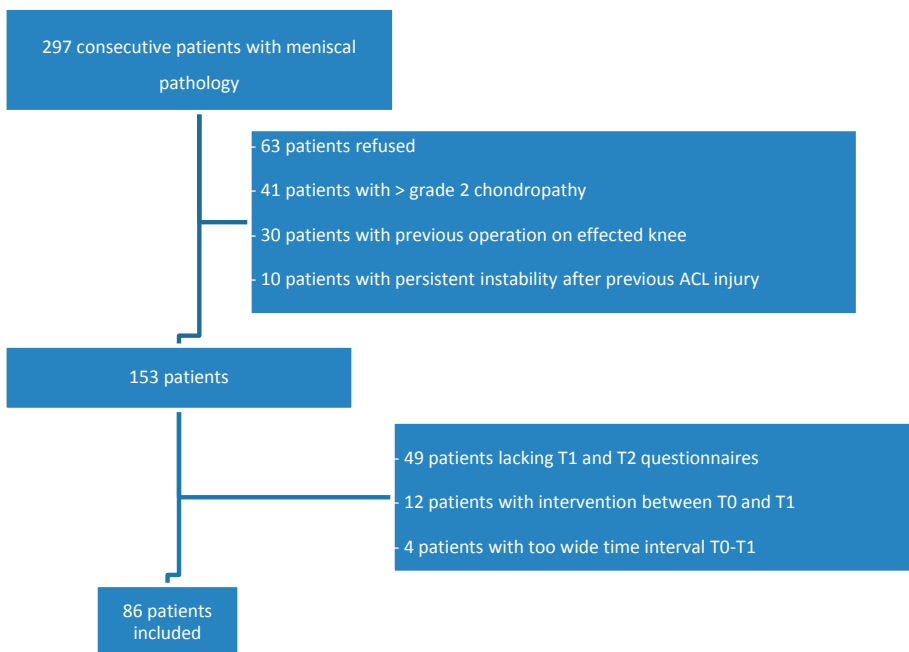 297 consecutive patients with meniscal
pathology
- 63 patients refused
- 41 patients with > grade 2 chondropathy
- 30 patients with previous operation on effected knee
- 10 patients with persistent instability after previous ACL injury
153 patients
- 49 patients lacking T1 and T2 questionnaires
- 12 patients with intervention between T0 and T1
- 4 patients with too wide time interval T0-T1
86 patients
included